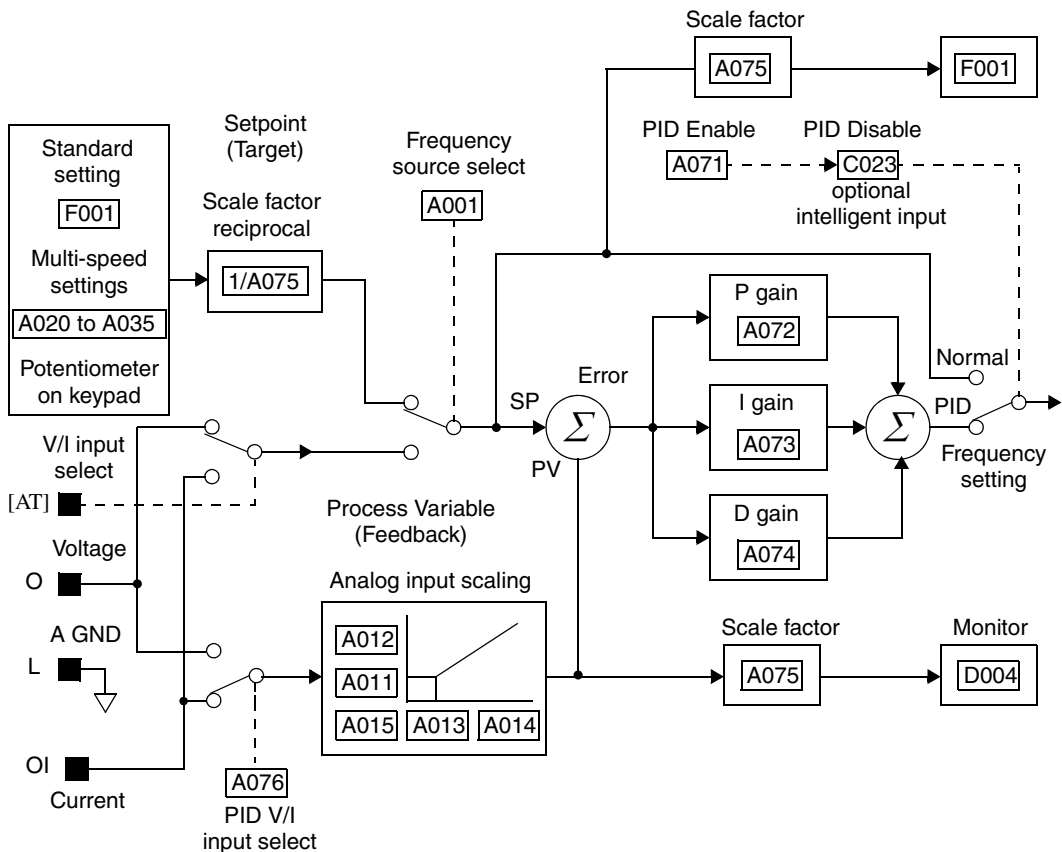 Scale factor
A075
F001
Standard
setting
F001
Multi-speed
settings
A020 to A035
Potentiometer
on keypad
Setpoint
(Target)
Scale factor
reciprocal
1/A075
Frequency
source select
A001
PID Enable
A071
PID Disable
C023
optional
intelligent input
P gain
A072
I gain
A073
D gain
A074
Error
SP
Σ
PV
Σ
Normal
PID
Frequency
setting
V/I input
select
[AT]
Voltage
O
A GND
L
OI
Current
Process Variable
(Feedback)
Analog input scaling
A012
A011
A015
A013
A014
A076
PID V/I
input select
Scale factor
A075
Monitor
D004